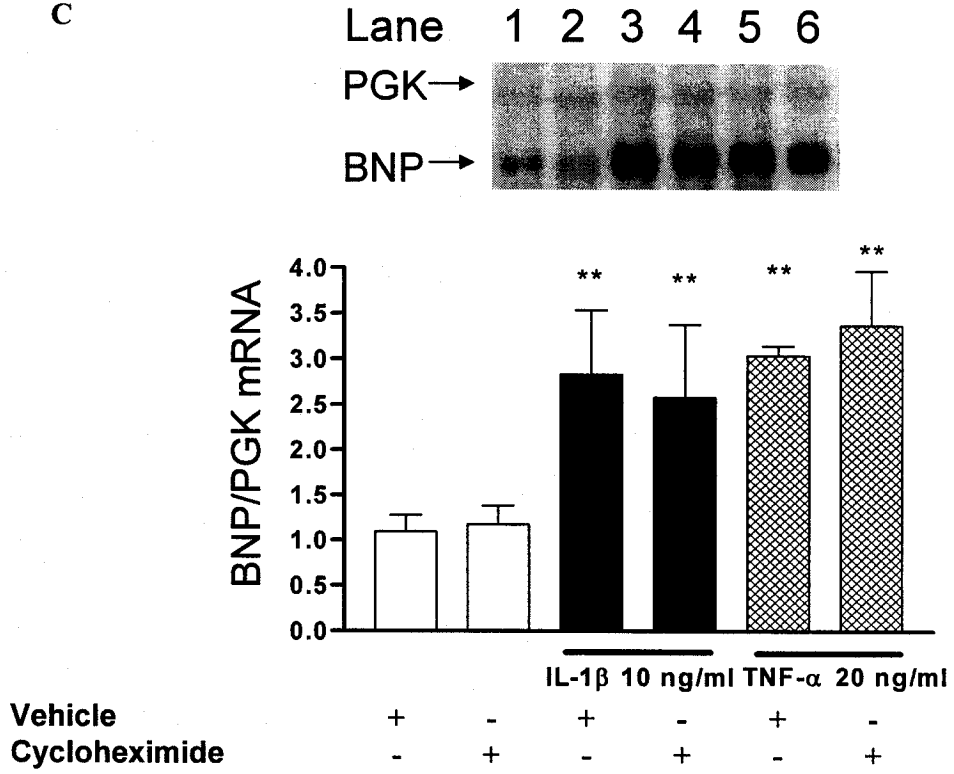 C
Lane 1 2 3 4 5 6
PGK
BNP
BNP/PGK mRNA
4.0
3.5
3.0
2.5
2.0
1.5
1.0
0.5
0.0
** ** ** **
IL-1β 10 ng/ml TNF-α 20 ng/ml
Vehicle + - + - + -
Cycloheximide - + - + - +